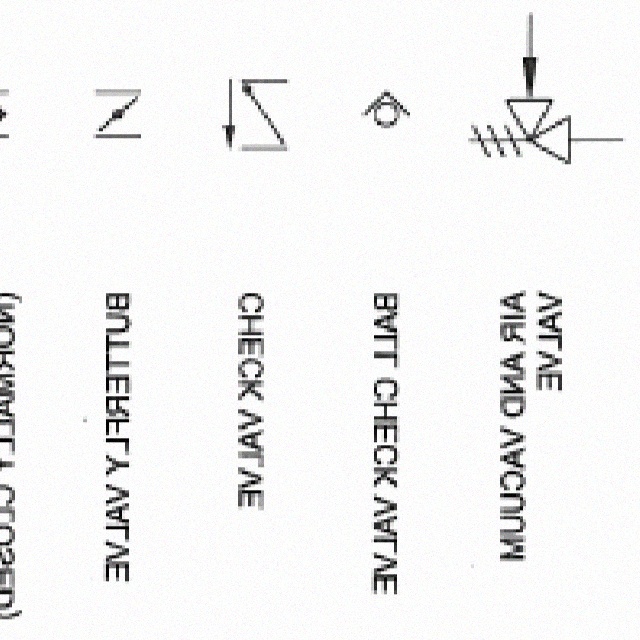 (NORMALLY CLOSED)
BUTTERFLY VALVE
CHECK VALVE
BALL CHECK VALVE
AIR AND VACUUM
VALVE